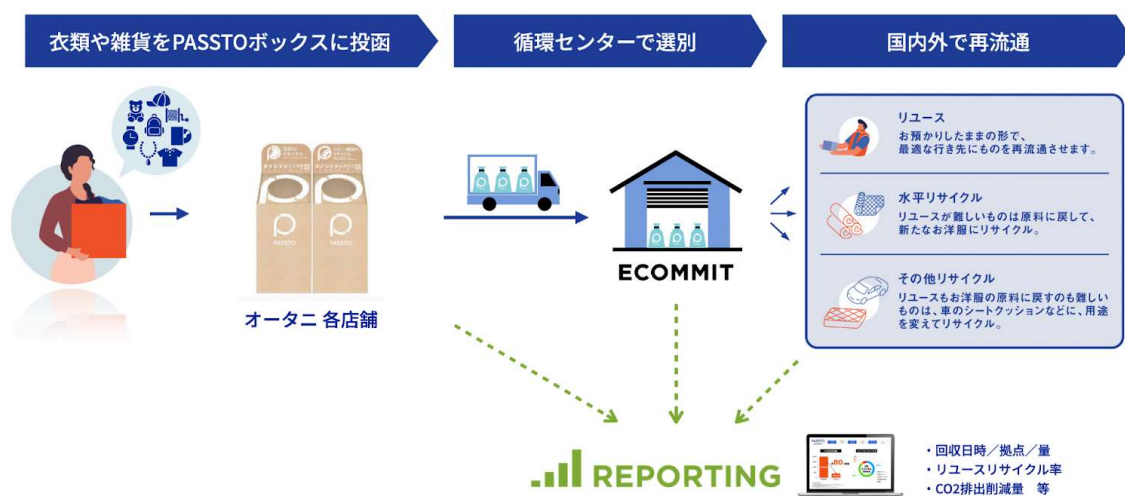 衣類や雑貨をPASSTOボックスに投函
循環センターで選別
国内外で再流通
PASSTO
PASSTO
オータニ 各店舗
ECOMMIT
リユース
お預かりしたままの形で、
最適な行き先にものを再流通させます。
水平リサイクル
リユースが難しいものは原料に戻して、
新たなお洋服にリサイクル。
その他リサイクル
リユースもお洋服の原料に戻すのも難しい
ものは、車のシートクッションなどに、用途
を変えてリサイクル。
REPORTING
・回収日時／拠点／量
・リユースリサイクル率
・CO2排出削減量　等